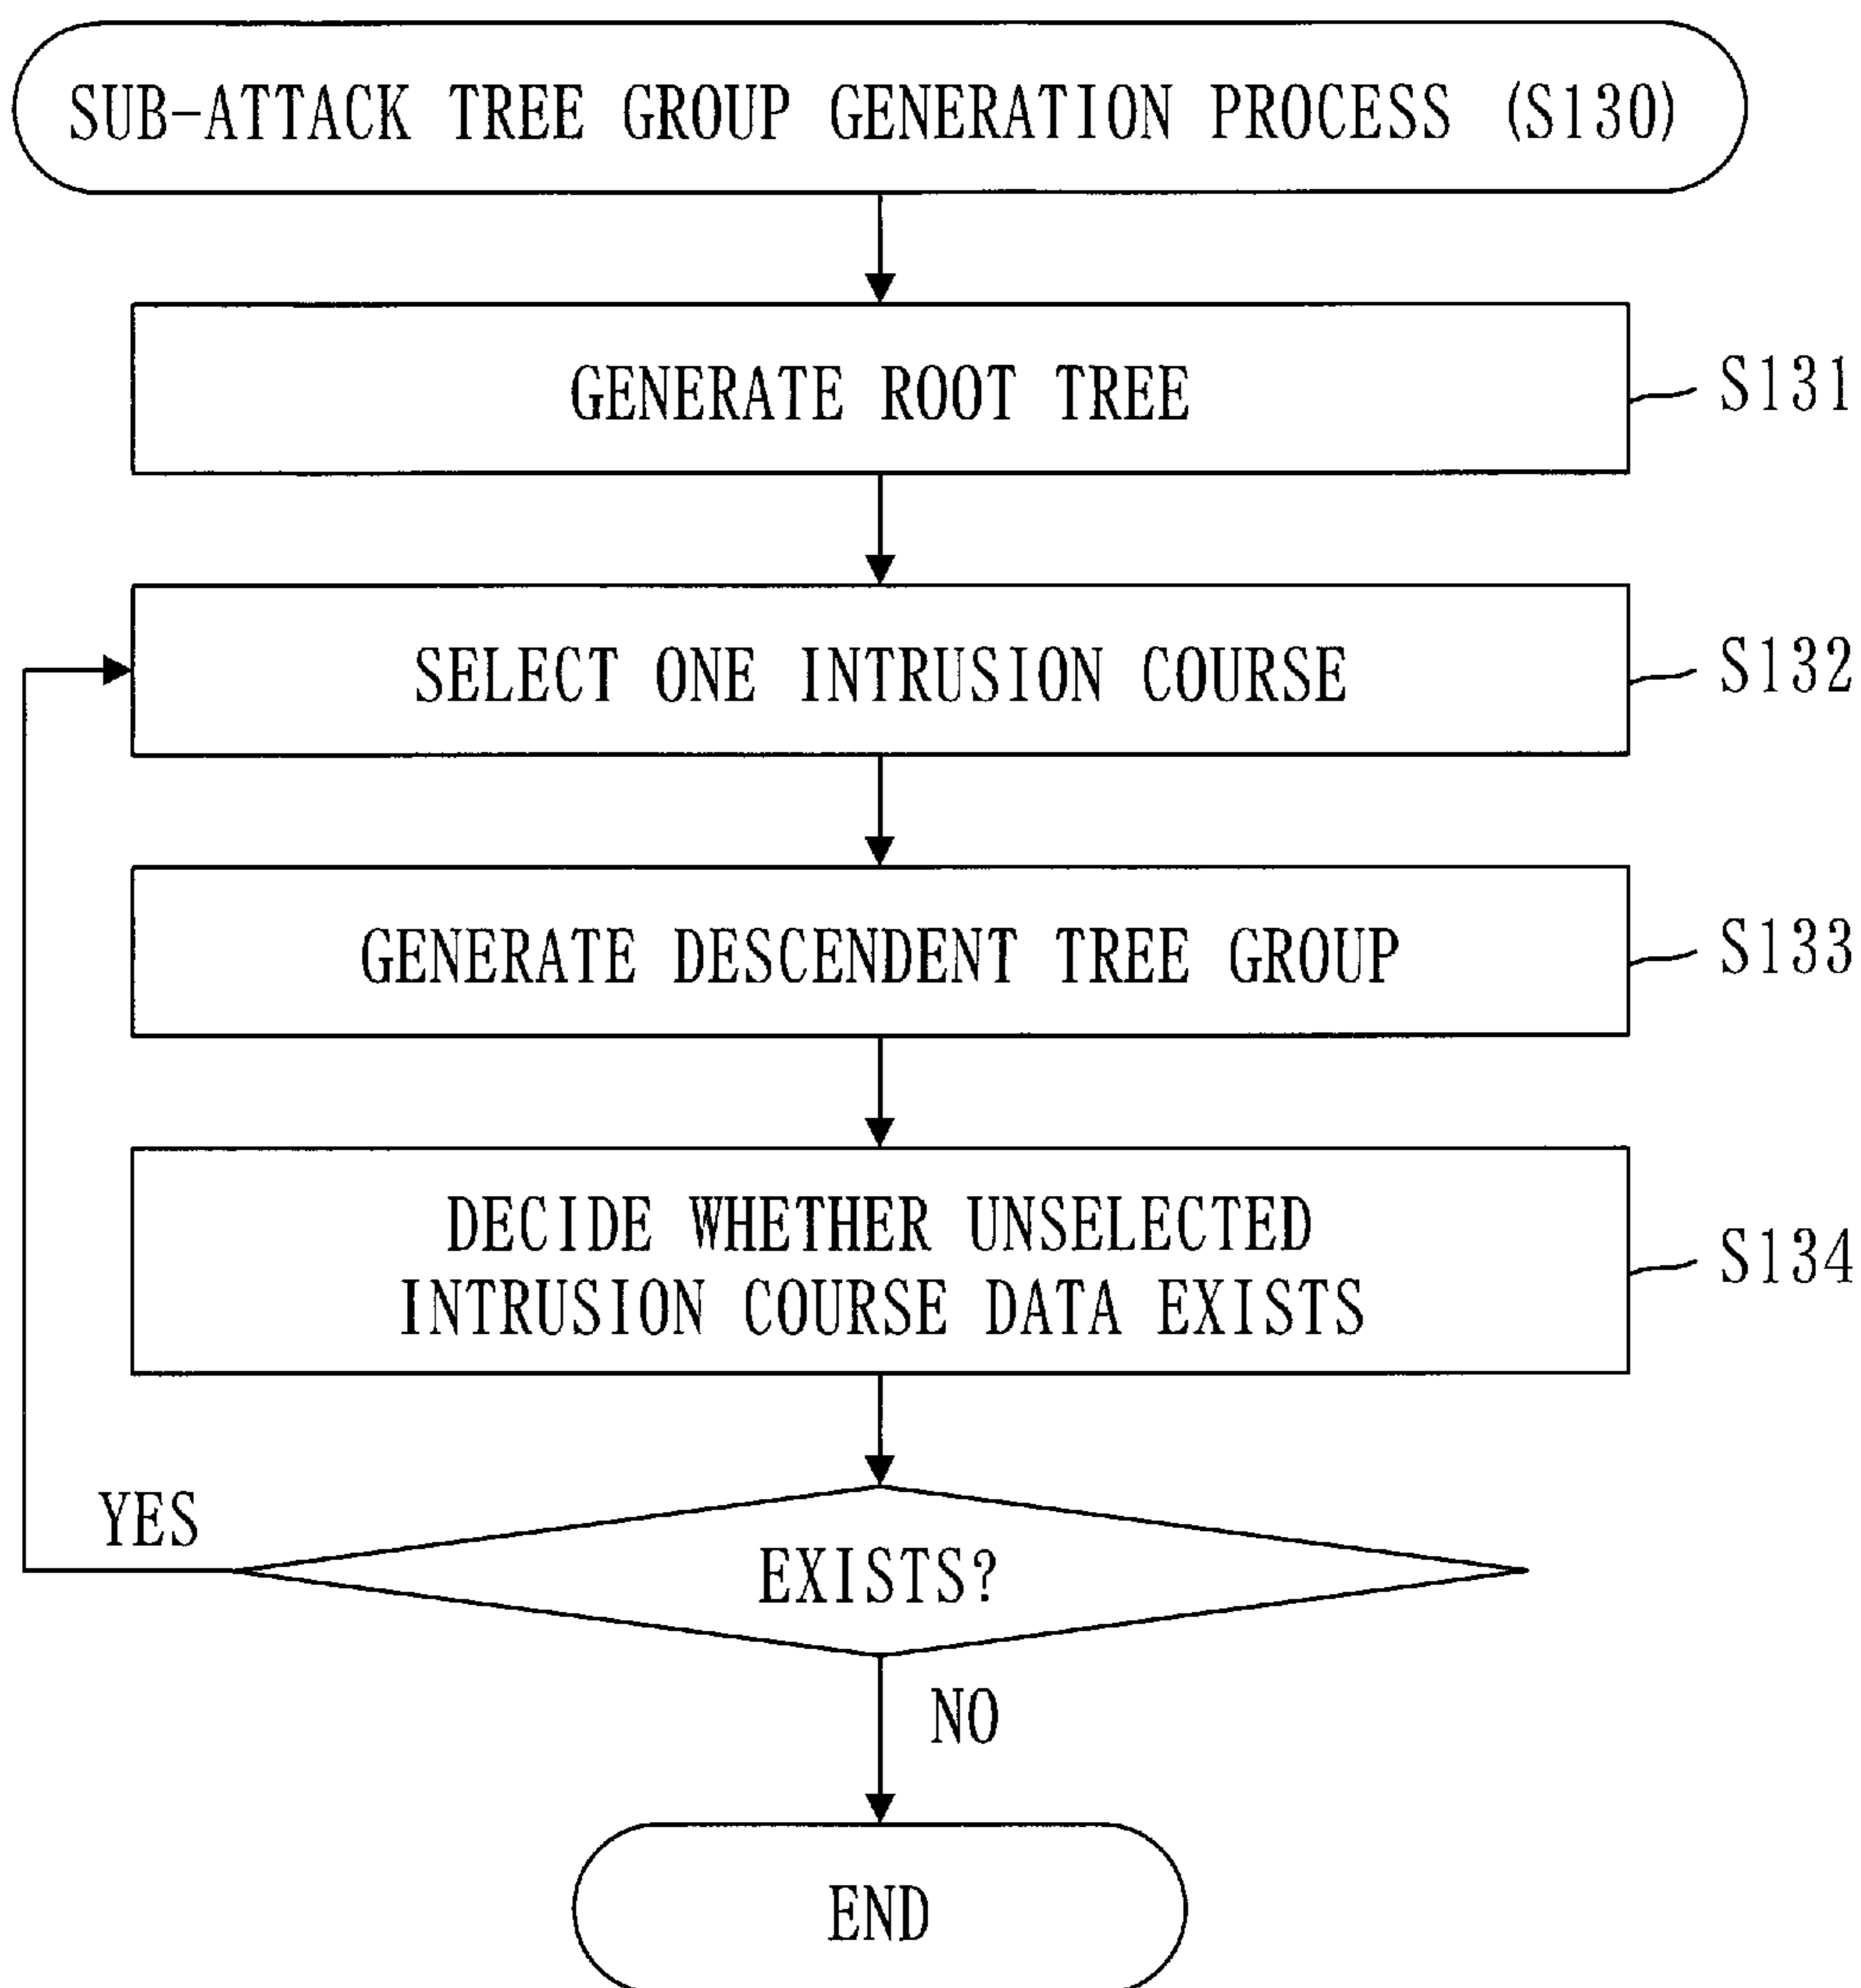 SUB-ATTACK TREE GROUP GENERATION PROCESS (S130)
GENERATE ROOT TREE
S131
SELECT ONE INTRUSION COURSE
S132
GENERATE DESCENDENT TREE GROUP
S133
DECIDE WHETHER UNSELECTED
INTRUSION COURSE DATA EXISTS
S134
YES
EXISTS?
NO
END